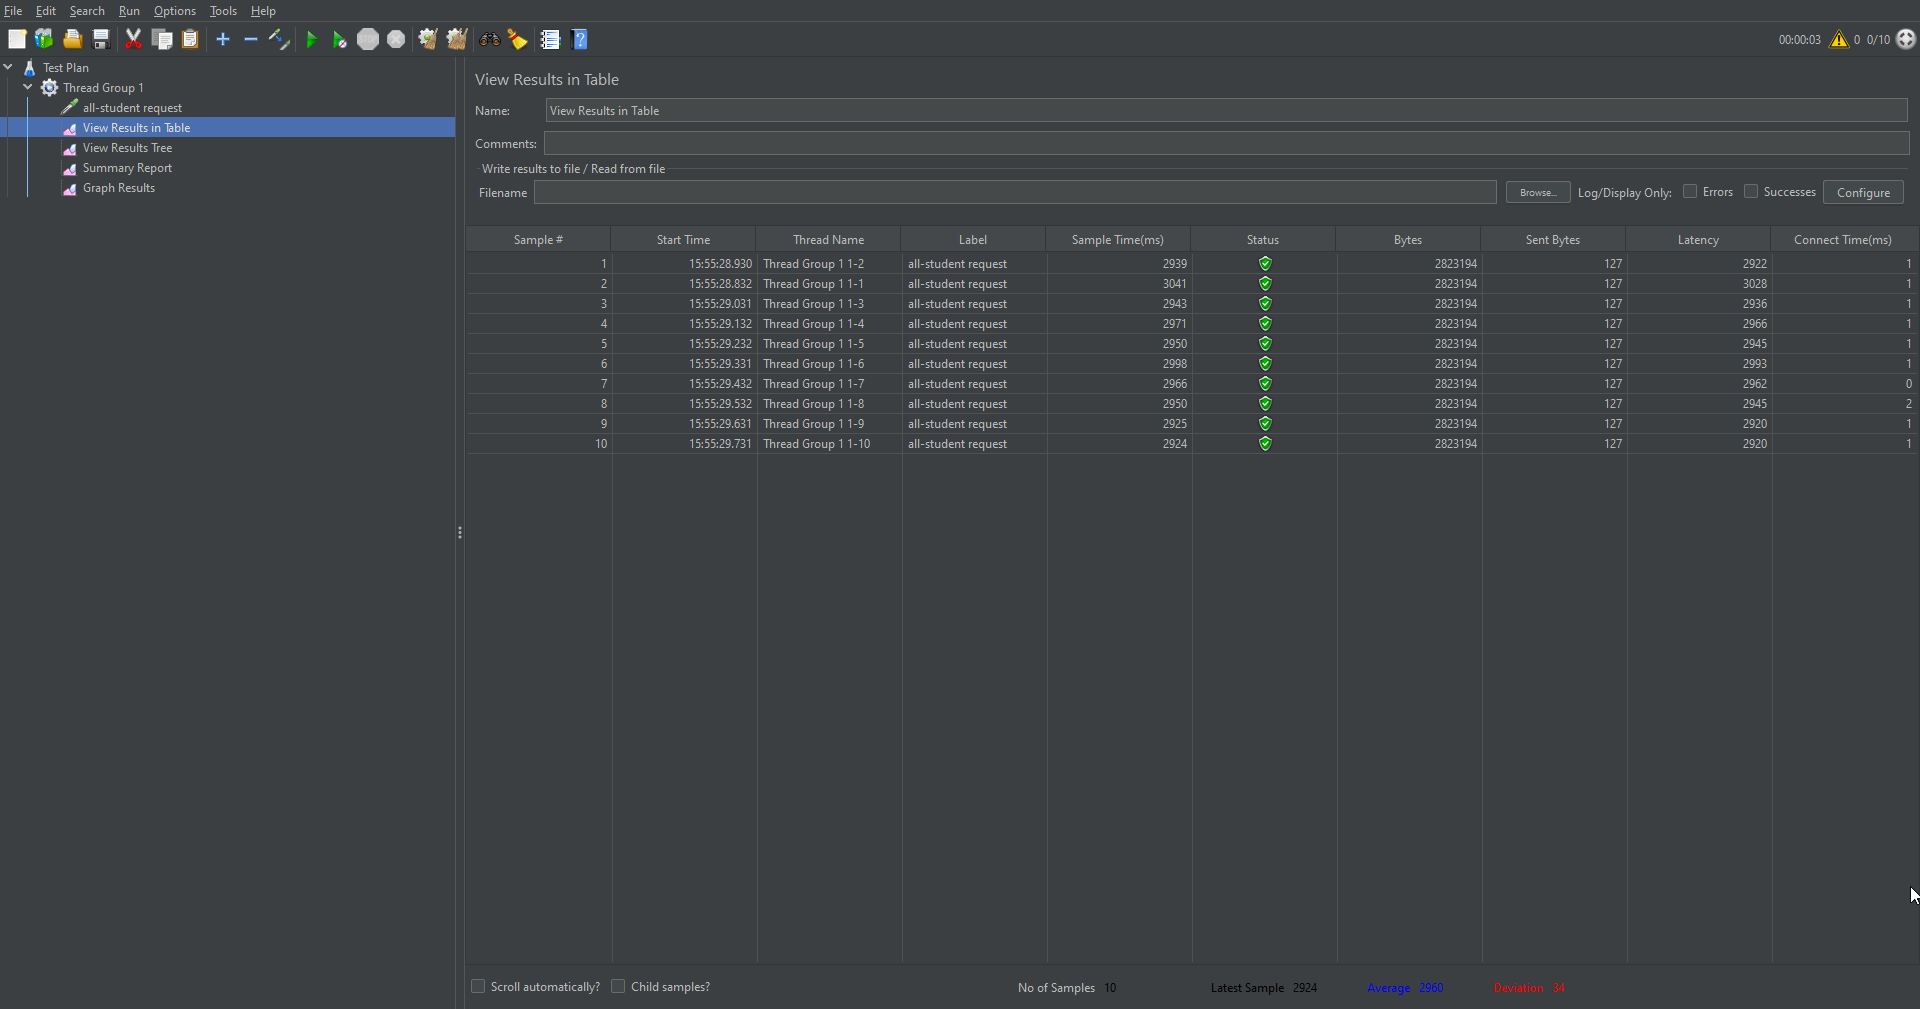 File Edit Search Run Options Tools Help
00:00:03 0 0/10
Test Plan
Thread Group 1
all-student request
View Results in Table
View Results Tree
Summary Report
Graph Results
View Results in Table
Name: View Results in Table
Comments:
Write results to file / Read from file
Filename Browse... Log/Display Only: Errors Successes Configure
Sample # Start Time Thread Name Label Sample Time(ms) Status Bytes Sent Bytes Latency Connect Time(ms)
1 15:55:28.930 Thread Group 1 1-2 all-student request 2939 2823194 127 2922 1
2 15:55:28.832 Thread Group 1 1-1 all-student request 3041 2823194 127 3028 1
3 15:55:29.031 Thread Group 1 1-3 all-student request 2943 2823194 127 2936 1
4 15:55:29.132 Thread Group 1 1-4 all-student request 2971 2823194 127 2966 1
5 15:55:29.232 Thread Group 1 1-5 all-student request 2950 2823194 127 2945 1
6 15:55:29.331 Thread Group 1 1-6 all-student request 2998 2823194 127 2993 1
7 15:55:29.432 Thread Group 1 1-7 all-student request 2966 2823194 127 2962 0
8 15:55:29.532 Thread Group 1 1-8 all-student request 2950 2823194 127 2945 2
9 15:55:29.631 Thread Group 1 1-9 all-student request 2925 2823194 127 2920 1
10 15:55:29.731 Thread Group 1 1-10 all-student request 2924 2823194 127 2920 1
Scroll automatically? Child samples? No of Samples 10 Latest Sample 2924 Average 2960 Deviation 34